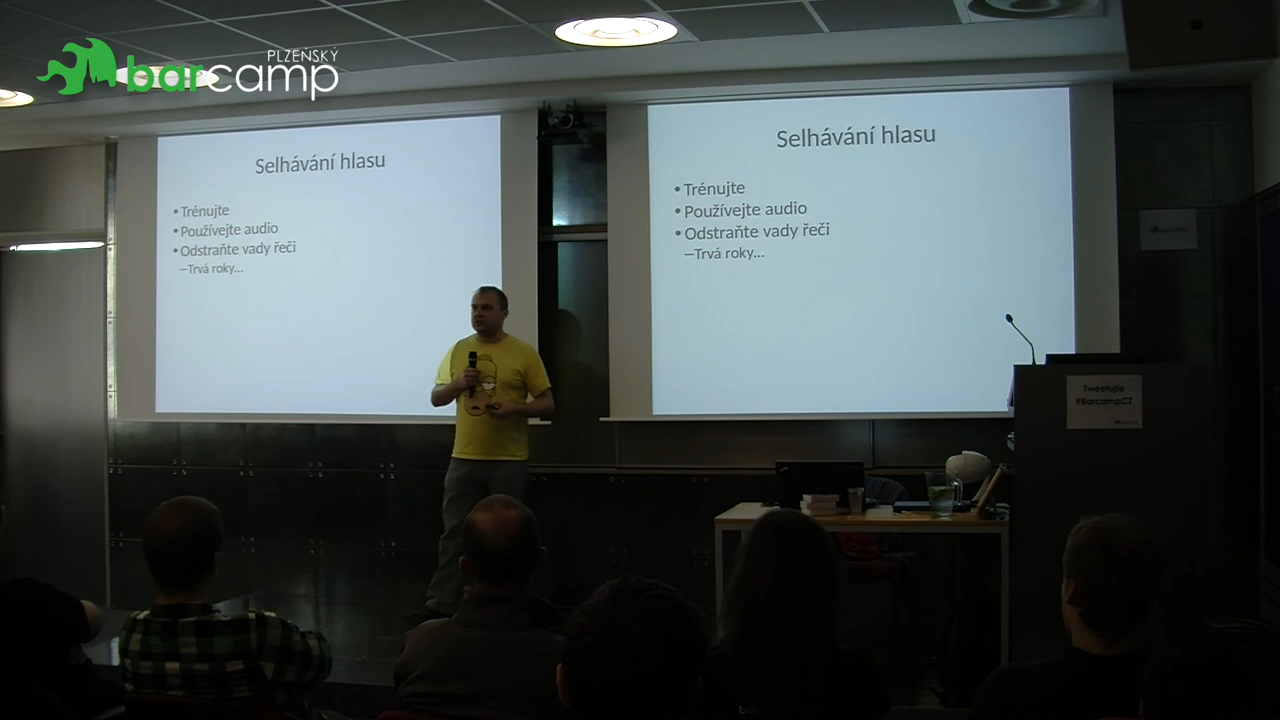 PLZEŇSKÝ
barcamp
Selhávání hlasu
• Trénujte
• Používejte audio
• Odstraňte vady řeči
–Trvá roky...
Selhávání hlasu
• Trénujte
• Používejte audio
• Odstraňte vady řeči
–Trvá roky...
Tweetujte
#BarcampCZ